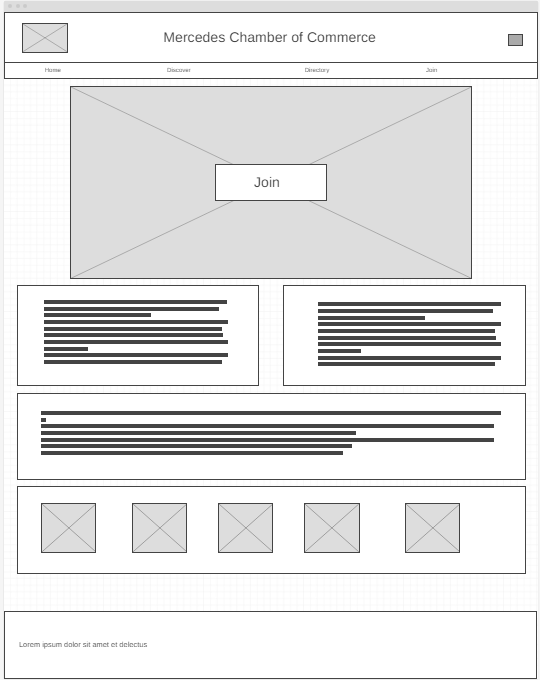 Mercedes Chamber of Commerce
Home Discover Directory Join
Join
Lorem ipsum dolor sit amet et delectus